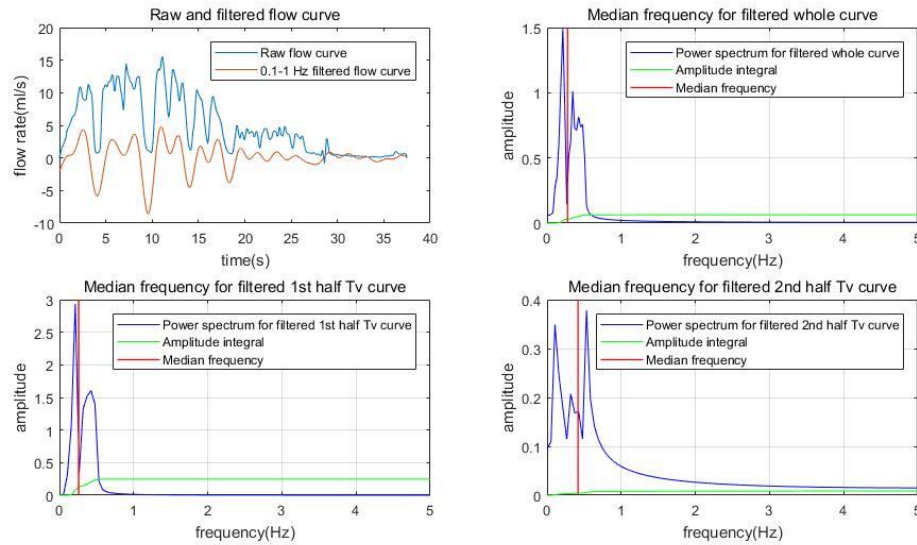 Raw and filtered flow curve
20
15
10
5
0
-5
-10
flow rate(ml/s)
Raw flow curve
0.1-1 Hz filtered flow curve
0 5 10 15 20 25 30 35 40
time(s)
Median frequency for filtered whole curve
1.5
1
0.5
0
amplitude
Power spectrum for filtered whole curve
Amplitude integral
Median frequency
0 1 2 3 4 5
frequency(Hz)
Median frequency for filtered 1st half Tv curve
3
2.5
2
1.5
1
0.5
0
amplitude
Power spectrum for filtered 1st half Tv curve
Amplitude integral
Median frequency
0 1 2 3 4 5
frequency(Hz)
Median frequency for filtered 2nd half Tv curve
0.4
0.3
0.2
0.1
0
amplitude
Power spectrum for filtered 2nd half Tv curve
Amplitude integral
Median frequency
0 1 2 3 4 5
frequency(Hz)